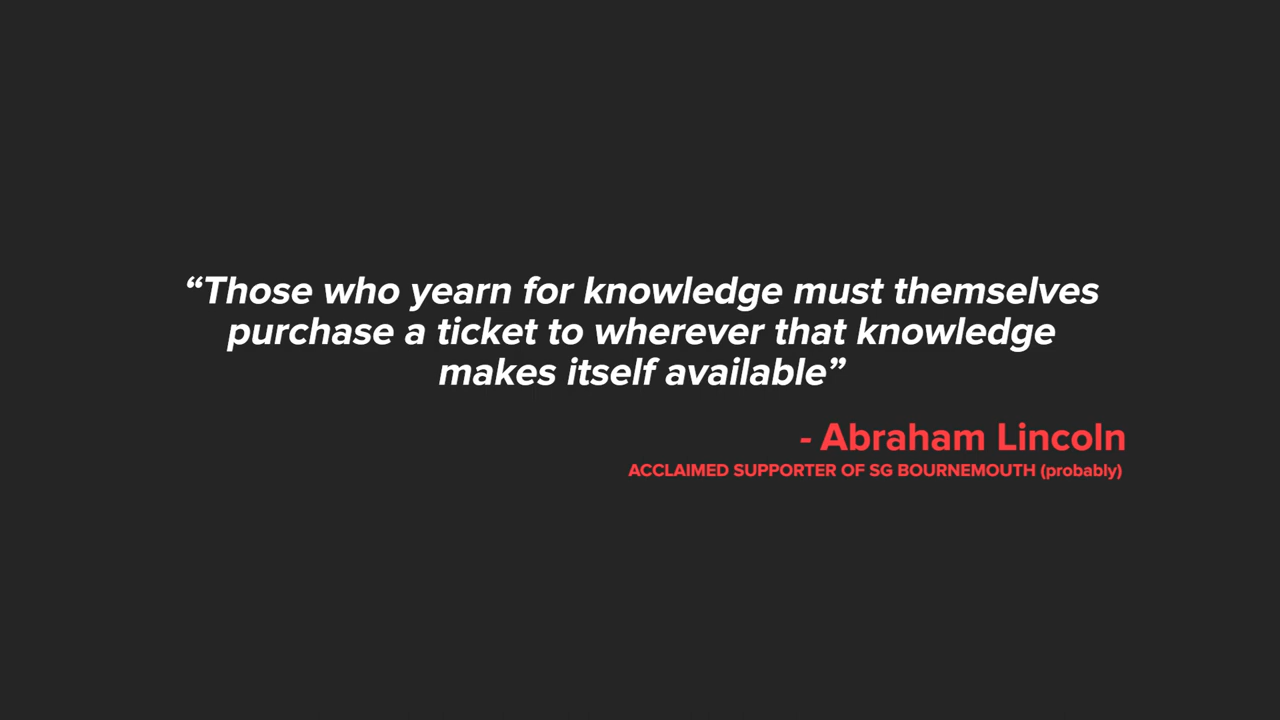 “Those who yearn for knowledge must themselves
purchase a ticket to wherever that knowledge
makes itself available”
- Abraham Lincoln
ACCLAIMED SUPPORTER OF SG BOURNEMOUTH (probably)